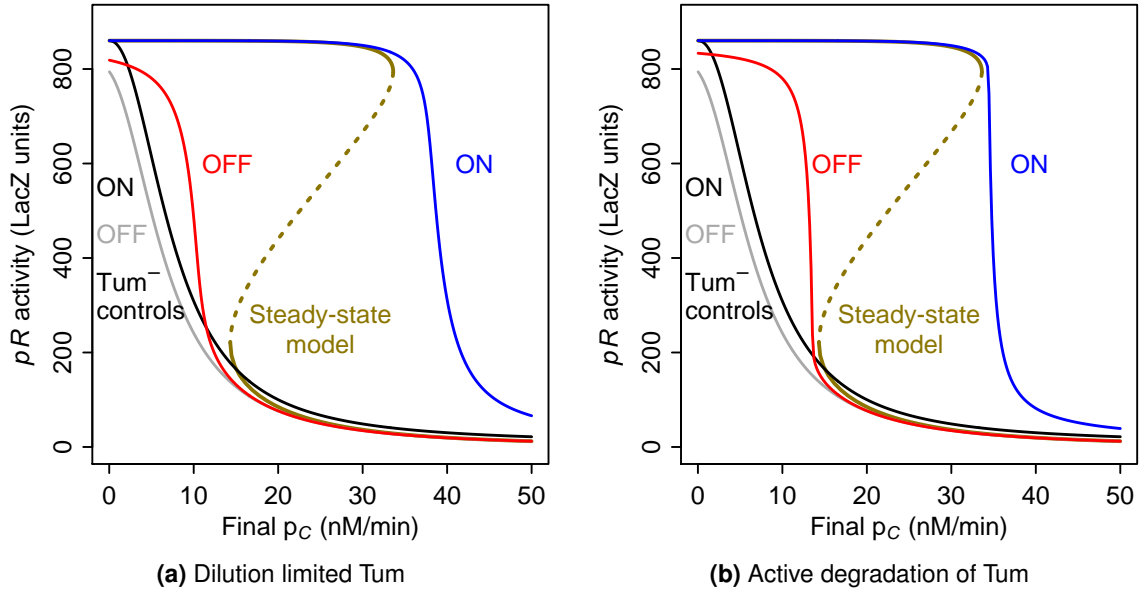 pR activity (LacZ units)
800
600
400
200
0
OFF
ON
ON
OFF
Tum⁻
controls
Steady-state
model
0 10 20 30 40 50
Final p_C (nM/min)
(a) Dilution limited Tum
pR activity (LacZ units)
800
600
400
200
0
OFF
ON
ON
OFF
Tum⁻
controls
Steady-state
model
0 10 20 30 40 50
Final p_C (nM/min)
(b) Active degradation of Tum